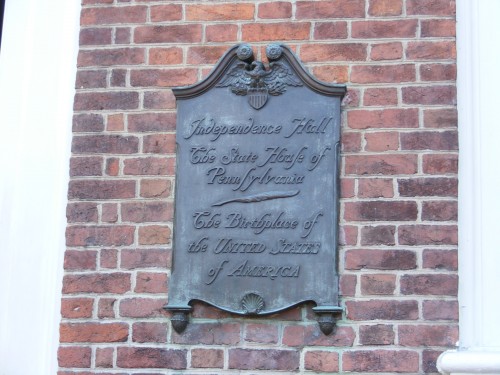 Independence Hall
The State House of
Pennsylvania
The Birthplace of
the UNITED STATES
of AMERICA